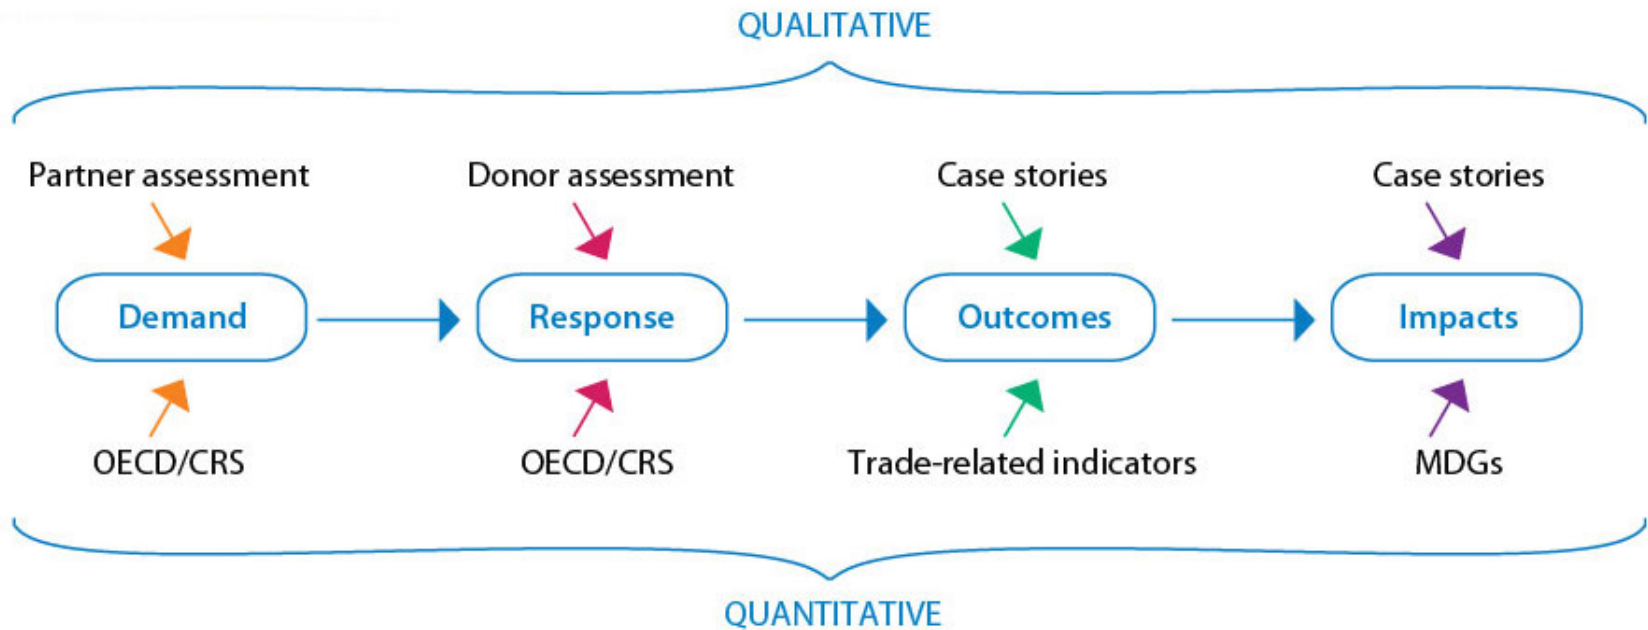 QUALITATIVE
Partner assessment
Donor assessment
Case stories
Case stories
Demand
Response
Outcomes
Impacts
OECD/CRS
OECD/CRS
Trade-related indicators
MDGs
QUANTITATIVE